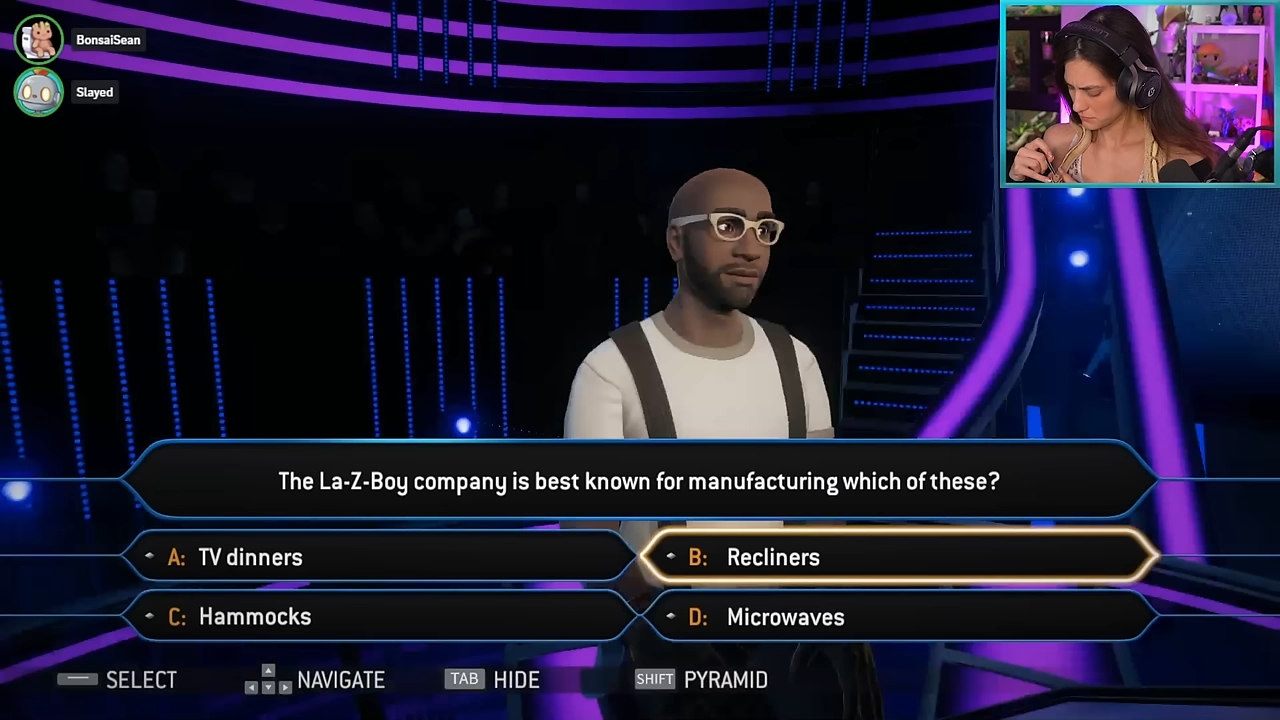 BonsaiSean
Slayed
The La-Z-Boy company is best known for manufacturing which of these?
A: TV dinners
B: Recliners
C: Hammocks
D: Microwaves
SELECT
NAVIGATE
TAB HIDE
SHIFT PYRAMID